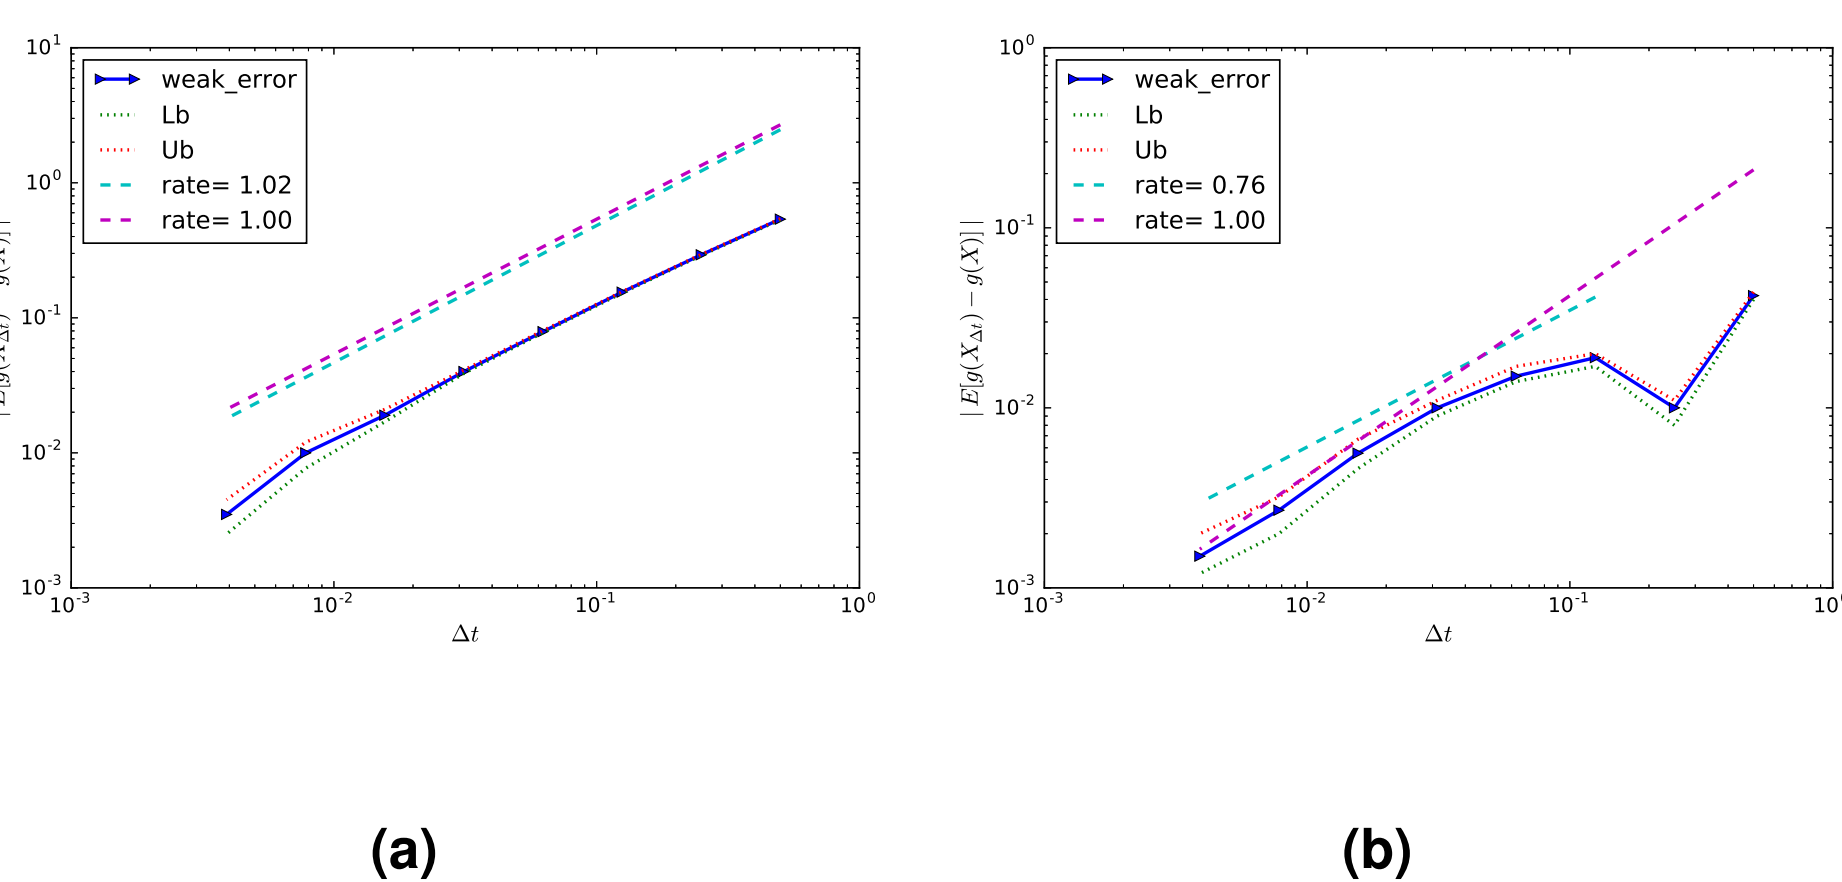 10^1
10^0
10^-1
10^-2
10^-3
weak_error
Lb
Ub
rate= 1.02
rate= 1.00
10^-3
10^-2
10^-1
10^0
Δt
(a)
|E[g(X_Δt) − g(X)]|
10^0
10^-1
10^-2
10^-3
weak_error
Lb
Ub
rate= 0.76
rate= 1.00
10^-3
10^-2
10^-1
Δt
(b)